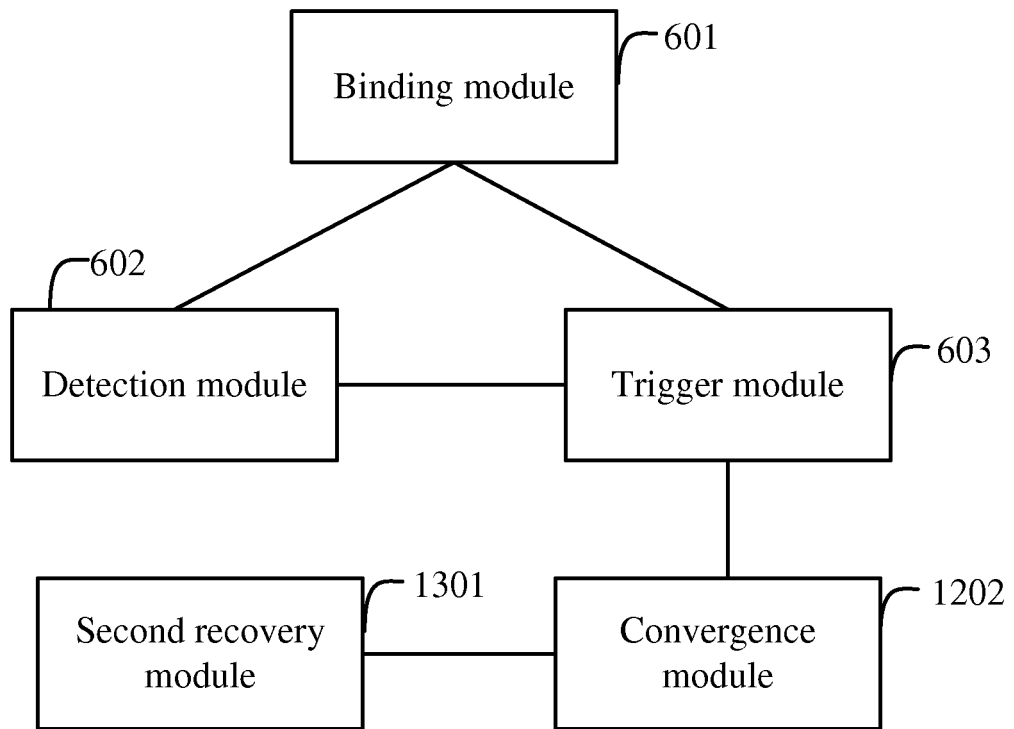 601
Binding module
602
Detection module
603
Trigger module
1301
Second recovery
module
1202
Convergence
module